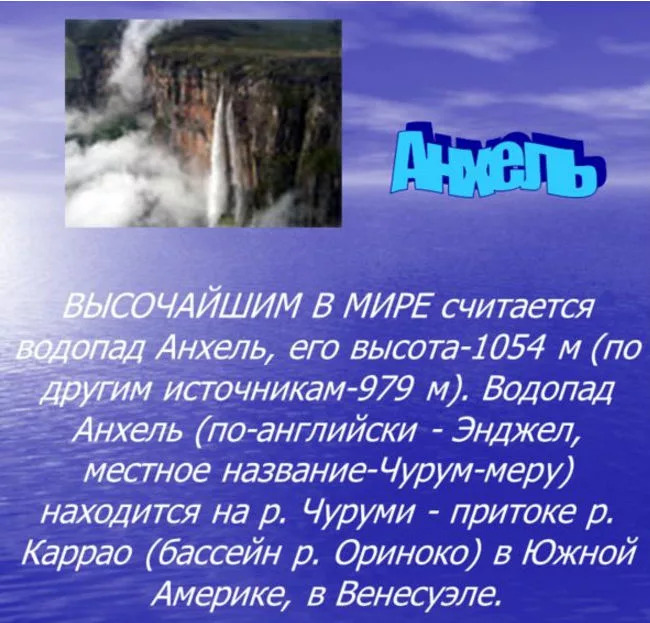 Анхель
ВЫСОЧАЙШИМ В МИРЕ считается
водопад Анхель, его высота-1054 м (по
другим источникам-979 м). Водопад
Анхель (по-английски - Энджел,
местное название-Чурум-меру)
находится на р. Чуруми - притоке р.
Каррао (бассейн р. Ориноко) в Южной
Америке, в Венесуэле.